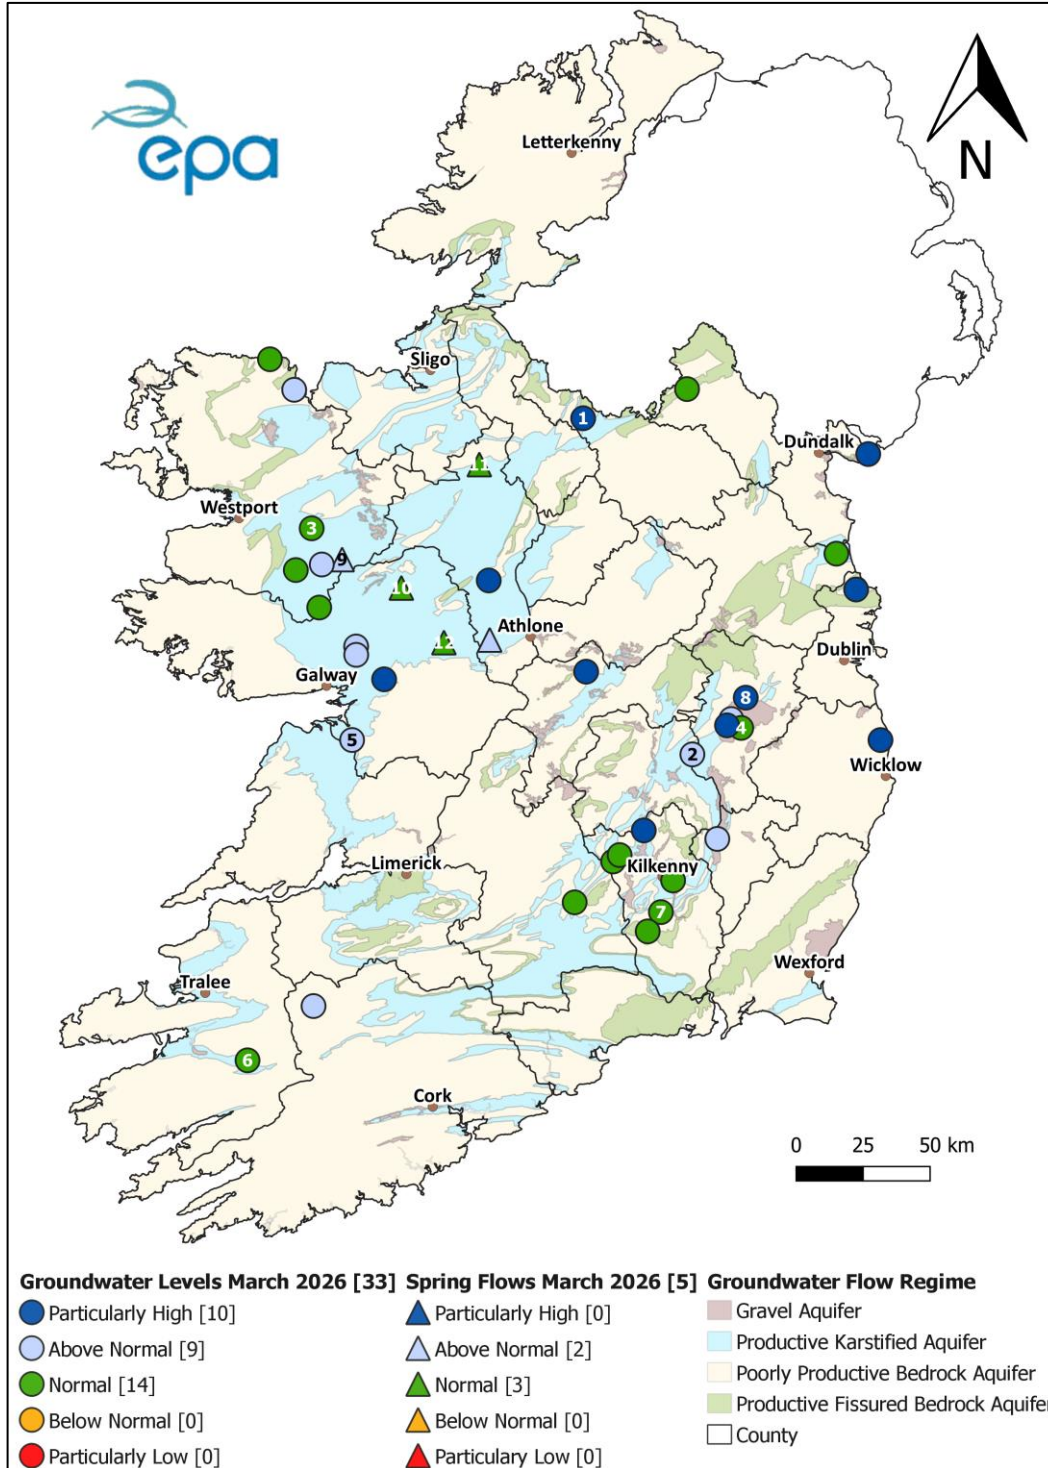 epa
N
Letterkenny
Sligo
1
Dundalk
11
Westport
3
9
10
Athlone
12
Dublin
Galway
8
4
5
2
Wicklow
Limerick
Kilkenny
7
Wexford
Tralee
6
Cork
0 25 50 km
Groundwater Levels March 2026 [33]
Particularly High [10]
Above Normal [9]
Normal [14]
Below Normal [0]
Particularly Low [0]
Spring Flows March 2026 [5]
Particularly High [0]
Above Normal [2]
Normal [3]
Below Normal [0]
Particulary Low [0]
Groundwater Flow Regime
Gravel Aquifer
Productive Karstified Aquifer
Poorly Productive Bedrock Aquifer
Productive Fissured Bedrock Aquifer
County